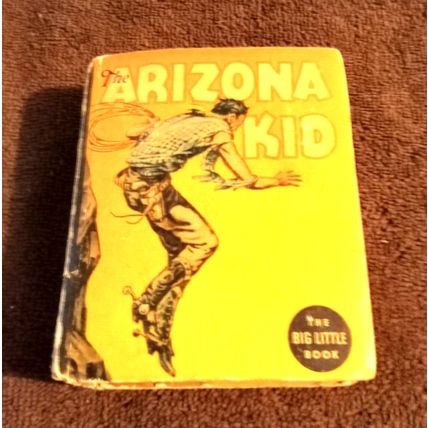 The ARIZONA
KID
THE
BIG LITTLE
BOOK